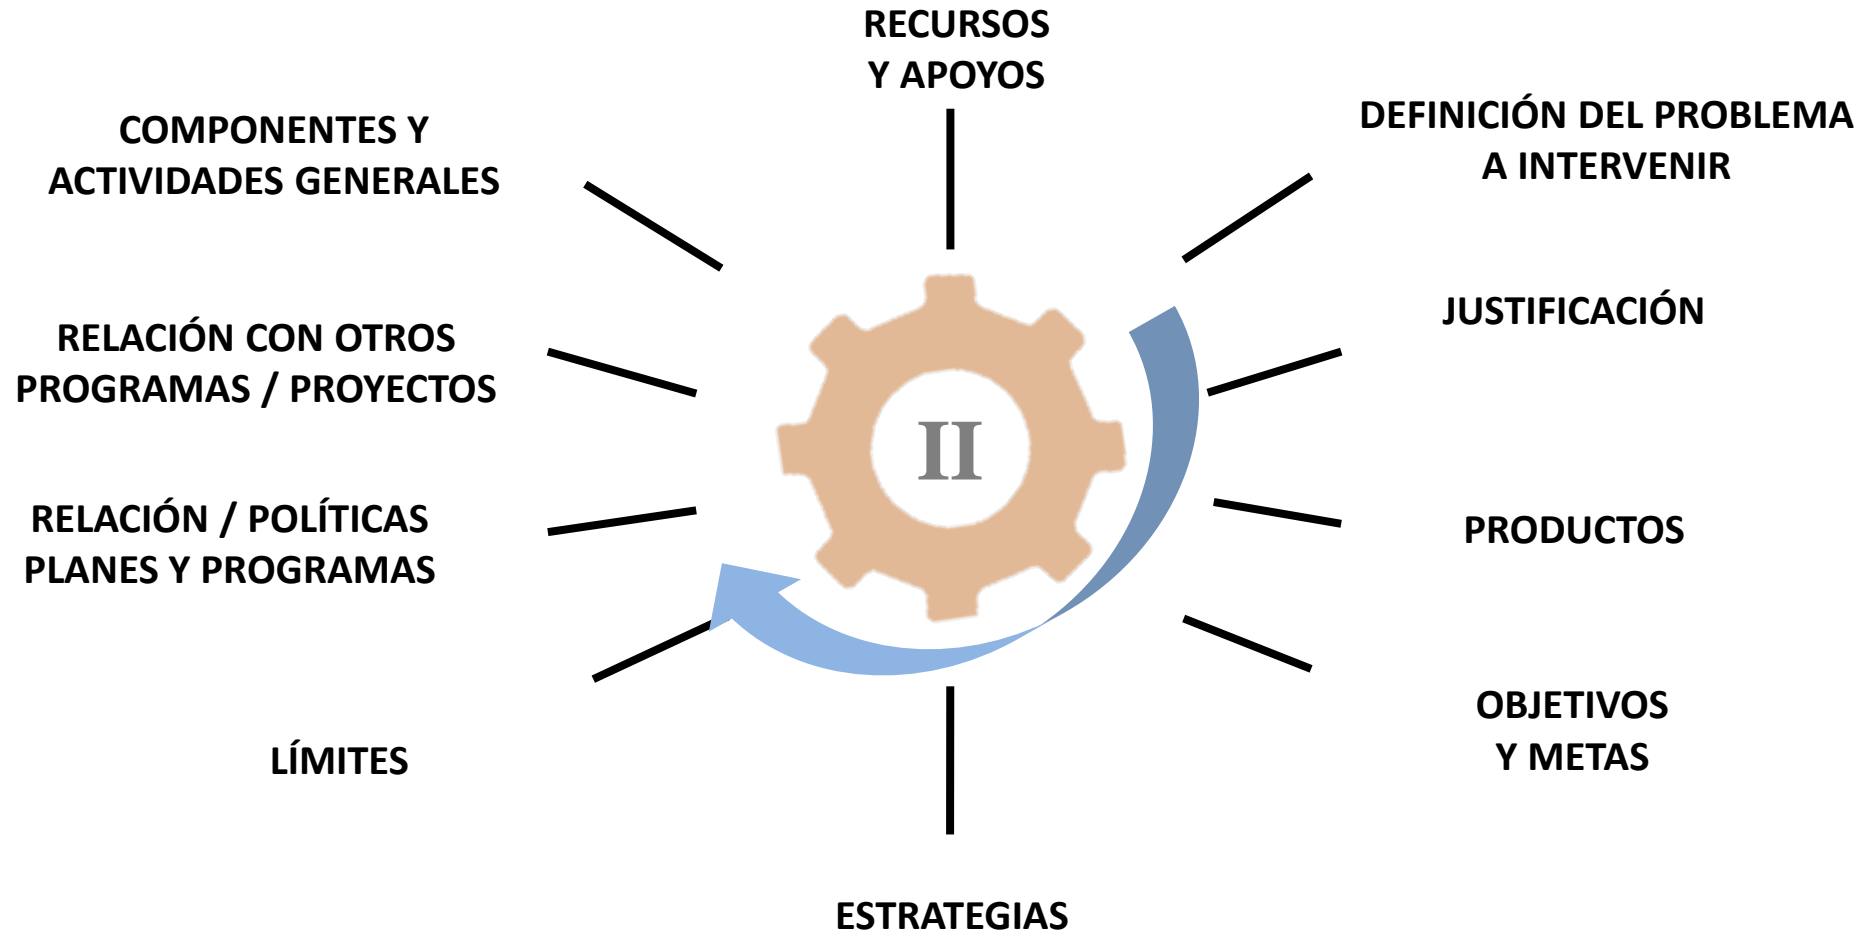 RECURSOS
Y APOYOS
DEFINICIÓN DEL PROBLEMA
A INTERVENIR
JUSTIFICACIÓN
PRODUCTOS
OBJETIVOS
Y METAS
ESTRATEGIAS
LÍMITES
RELACIÓN / POLÍTICAS
PLANES Y PROGRAMAS
RELACIÓN CON OTROS
PROGRAMAS / PROYECTOS
COMPONENTES Y
ACTIVIDADES GENERALES
II